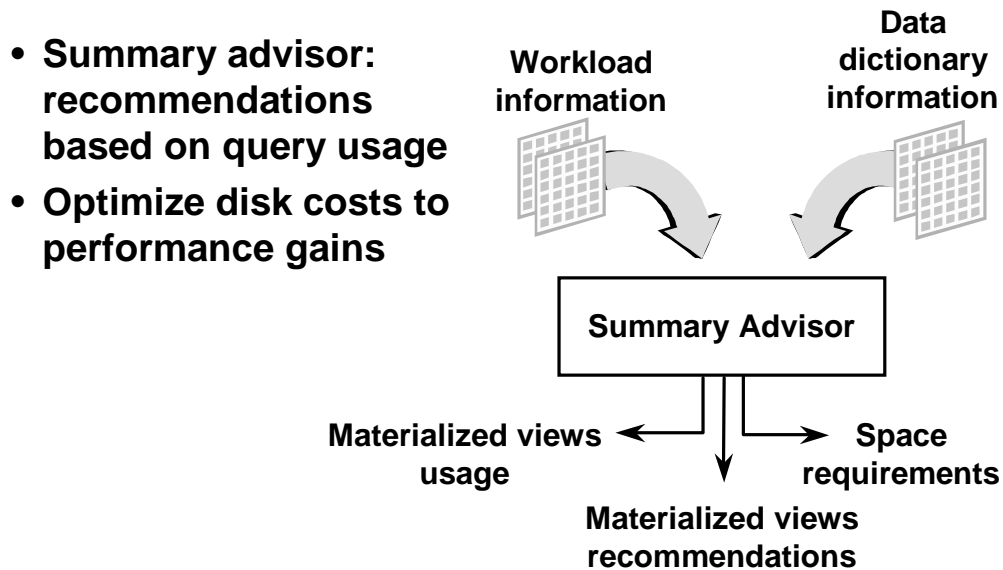 • Summary advisor:
recommendations
based on query usage
• Optimize disk costs to
performance gains
Workload
information
Data
dictionary
information
Summary Advisor
Materialized views
usage
Materialized views
recommendations
Space
requirements